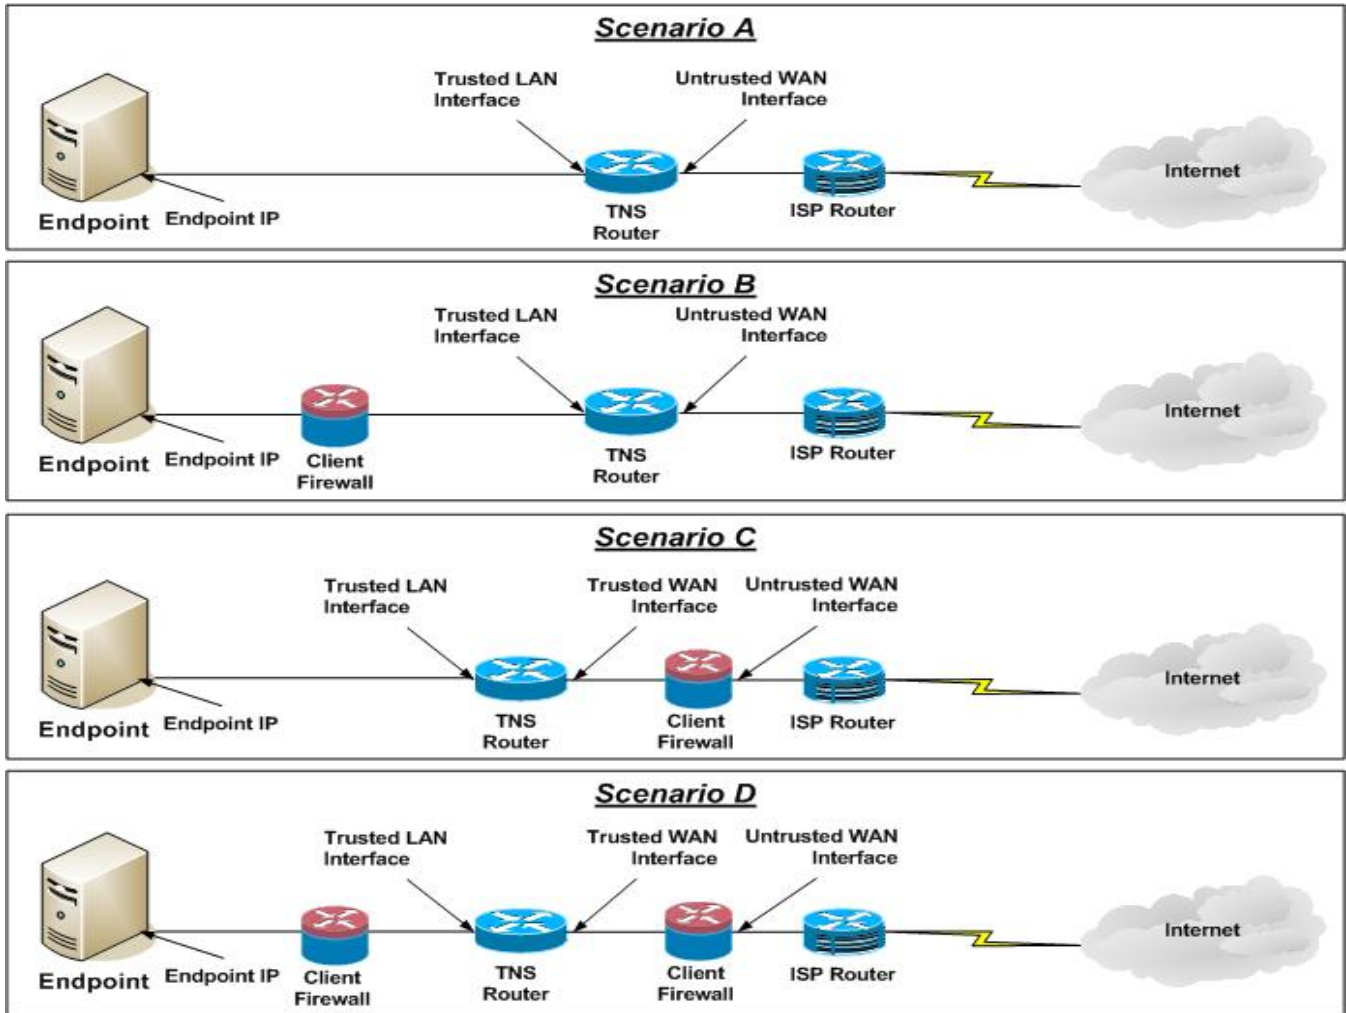 Scenario A
Trusted LAN
Interface
Untrusted WAN
Interface
Endpoint
Endpoint IP
TNS
Router
ISP Router
Internet
Scenario B
Trusted LAN
Interface
Untrusted WAN
Interface
Endpoint
Endpoint IP
Client
Firewall
TNS
Router
ISP Router
Internet
Scenario C
Trusted LAN
Interface
Trusted WAN
Interface
Untrusted WAN
Interface
Endpoint
Endpoint IP
TNS
Router
Client
Firewall
ISP Router
Internet
Scenario D
Trusted LAN
Interface
Trusted WAN
Interface
Untrusted WAN
Interface
Endpoint
Endpoint IP
Client
Firewall
TNS
Router
Client
Firewall
ISP Router
Internet